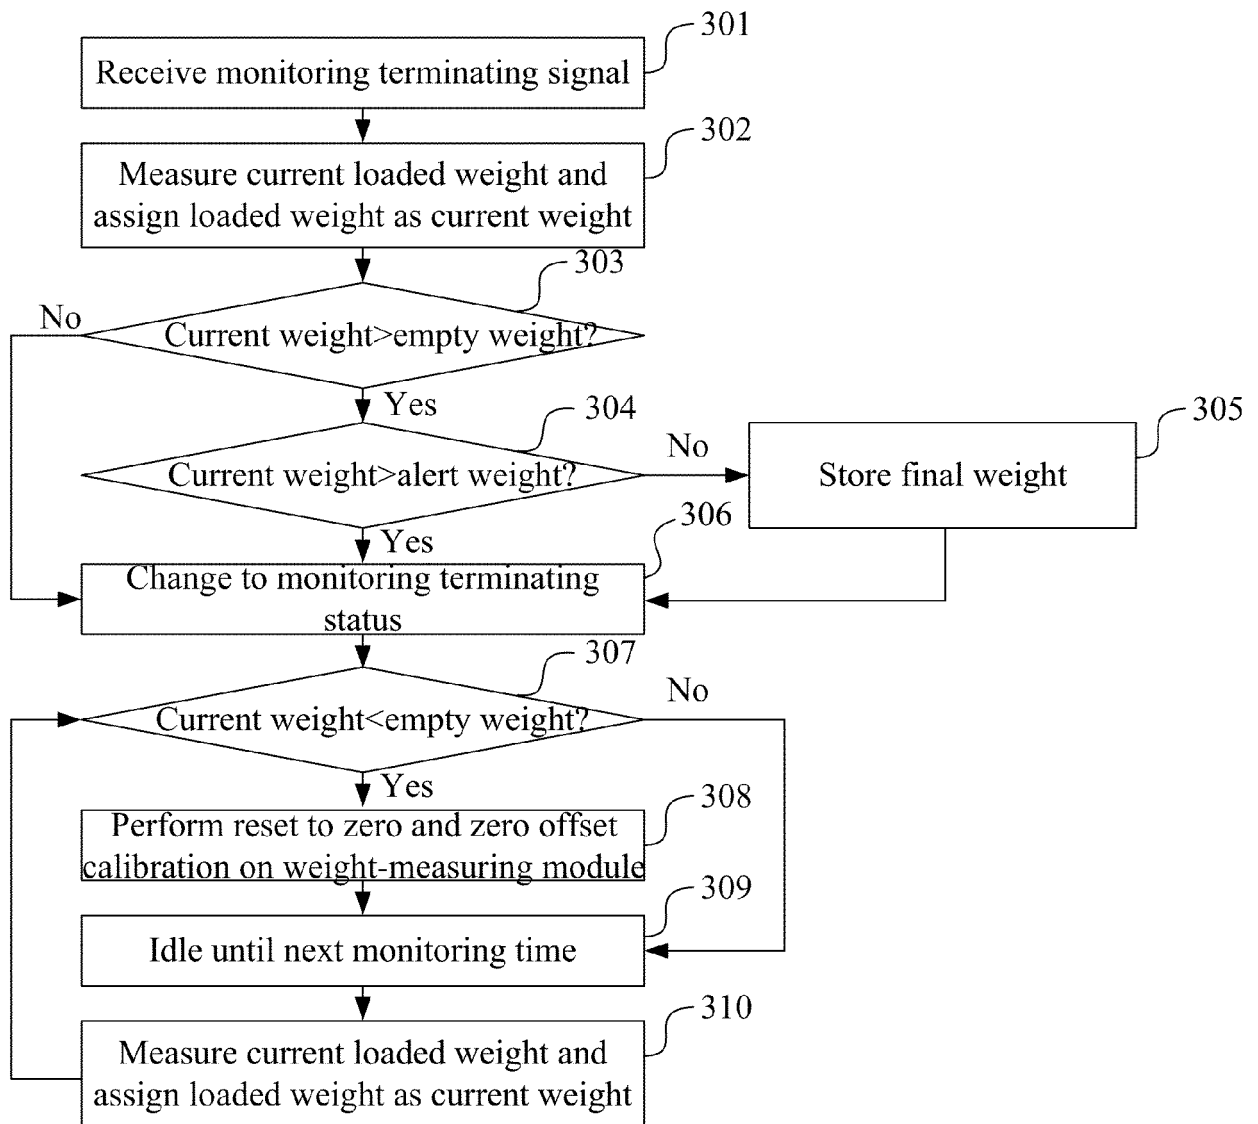 301
Receive monitoring terminating signal
302
Measure current loaded weight and
assign loaded weight as current weight
303
No
Current weight>empty weight?
Yes
304
305
No
Current weight>alert weight?
Store final weight
306
Yes
Change to monitoring terminating
status
307
No
Current weight<empty weight?
Yes
308
Perform reset to zero and zero offset
calibration on weight-measuring module
309
Idle until next monitoring time
310
Measure current loaded weight and
assign loaded weight as current weight